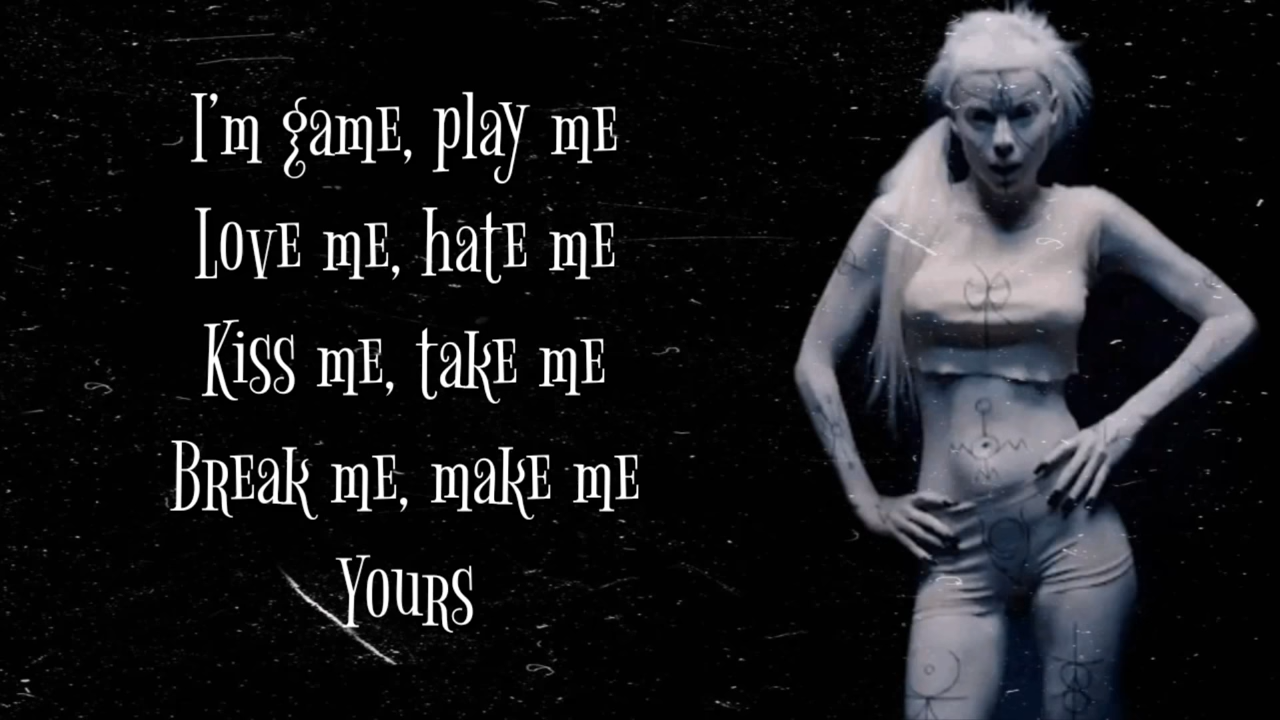 I'm game, play me
Love me, hate me
Kiss me, take me
Break me, make me
Yours